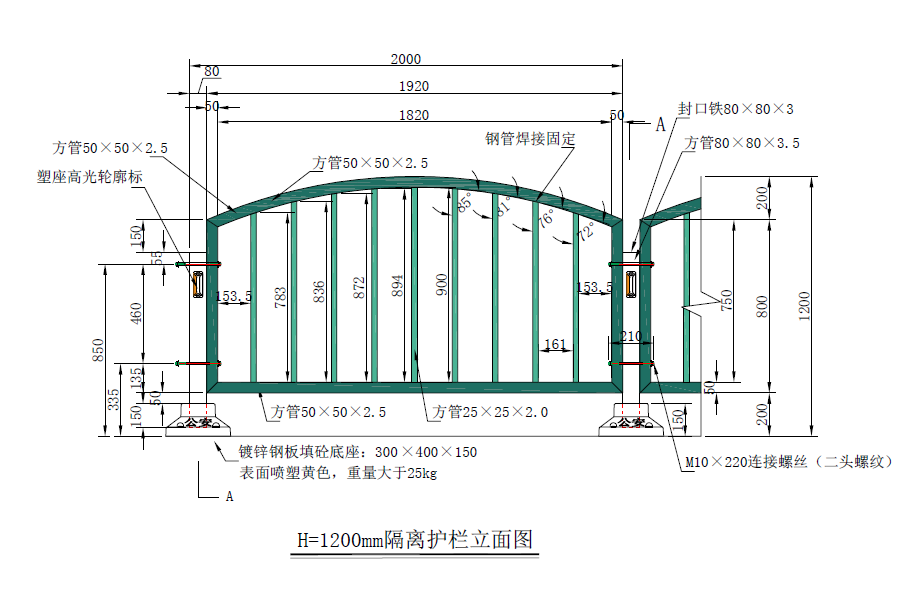 2000
80
1920
50
1820
50
封口铁80×80×3
A
方管50×50×2.5
方管50×50×2.5
钢管焊接固定
方管80×80×3.5
塑座高光轮廓标
85°
81°
76°
72°
200
150
55
153.5
783
836
872
894
900
153.5
750
800
1200
460
850
161
210
135
335
50
50
150
公安
方管50×50×2.5
方管25×25×2.0
公安
150
200
镀锌钢板填砼底座：300×400×150
表面喷塑黄色，重量大于25kg
M10×220连接螺丝（二头螺纹）
A
H=1200mm隔离护栏立面图